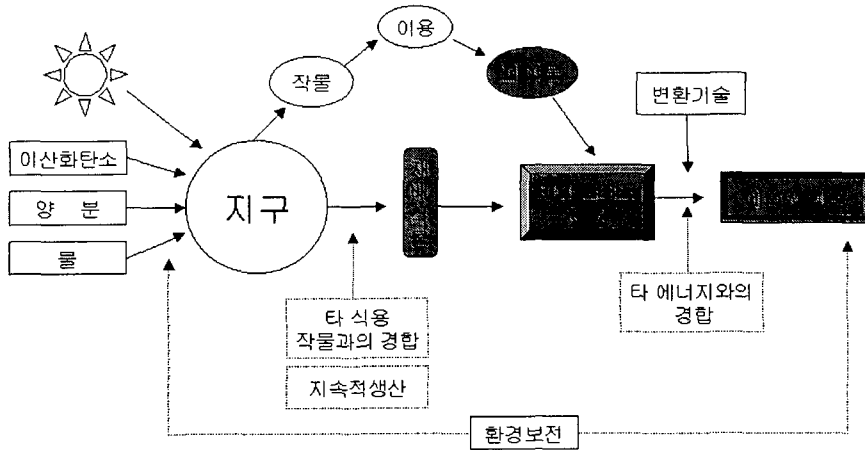 이용
작물
변환기술
이산화탄소
양 분
물
지구
타 식용
작물과의 경합
지속적생산
타 에너지와의
경합
환경보전